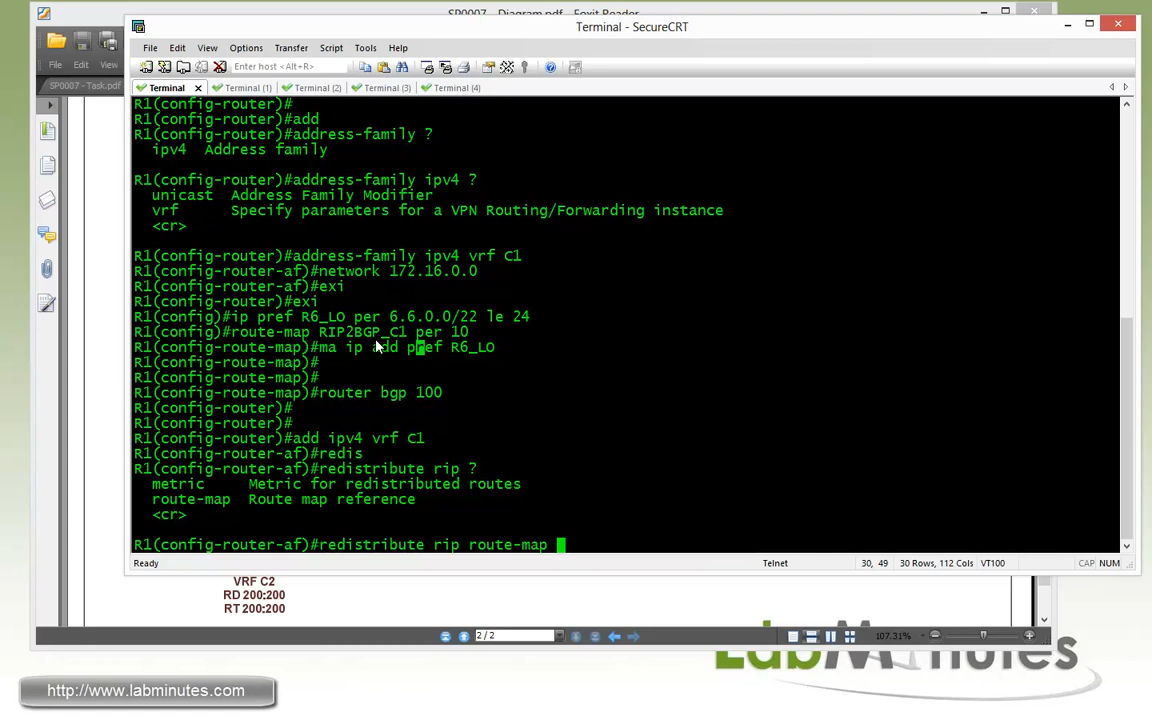 SP0007 - Diagram.pdf - Foxit Reader
Terminal - SecureCRT
File Edit View
SP0007 - Task.pdf
File Edit View Options Transfer Script Tools Help
Enter host <Alt+R>
Terminal Terminal (1) Terminal (2) Terminal (3) Terminal (4)
R1(config-router)#
R1(config-router)#add
R1(config-router)#address-family ?
ipv4 Address family
R1(config-router)#address-family ipv4 ?
unicast Address Family Modifier
vrf Specify parameters for a VPN Routing/Forwarding instance
<cr>
R1(config-router)#address-family ipv4 vrf C1
R1(config-router-af)#network 172.16.0.0
R1(config-router-af)#exi
R1(config-router)#exi
R1(config)#ip pref R6_LO per 6.6.0.0/22 le 24
R1(config)#route-map RIP2BGP_C1 per 10
R1(config-route-map)#ma ip add pref R6_LO
R1(config-route-map)#
R1(config-route-map)#
R1(config-route-map)#router bgp 100
R1(config-router)#
R1(config-router)#
R1(config-router)#add ipv4 vrf C1
R1(config-router-af)#redis
R1(config-router-af)#redistribute rip ?
metric Metric for redistributed routes
route-map Route map reference
<cr>
R1(config-router-af)#redistribute rip route-map
Ready Telnet 30, 49 30 Rows, 112 Cols VT100 CAP NUM
VRF C2
RD 200:200
RT 200:200
2 / 2 107.31%
LabMinutes
http://www.labminutes.com